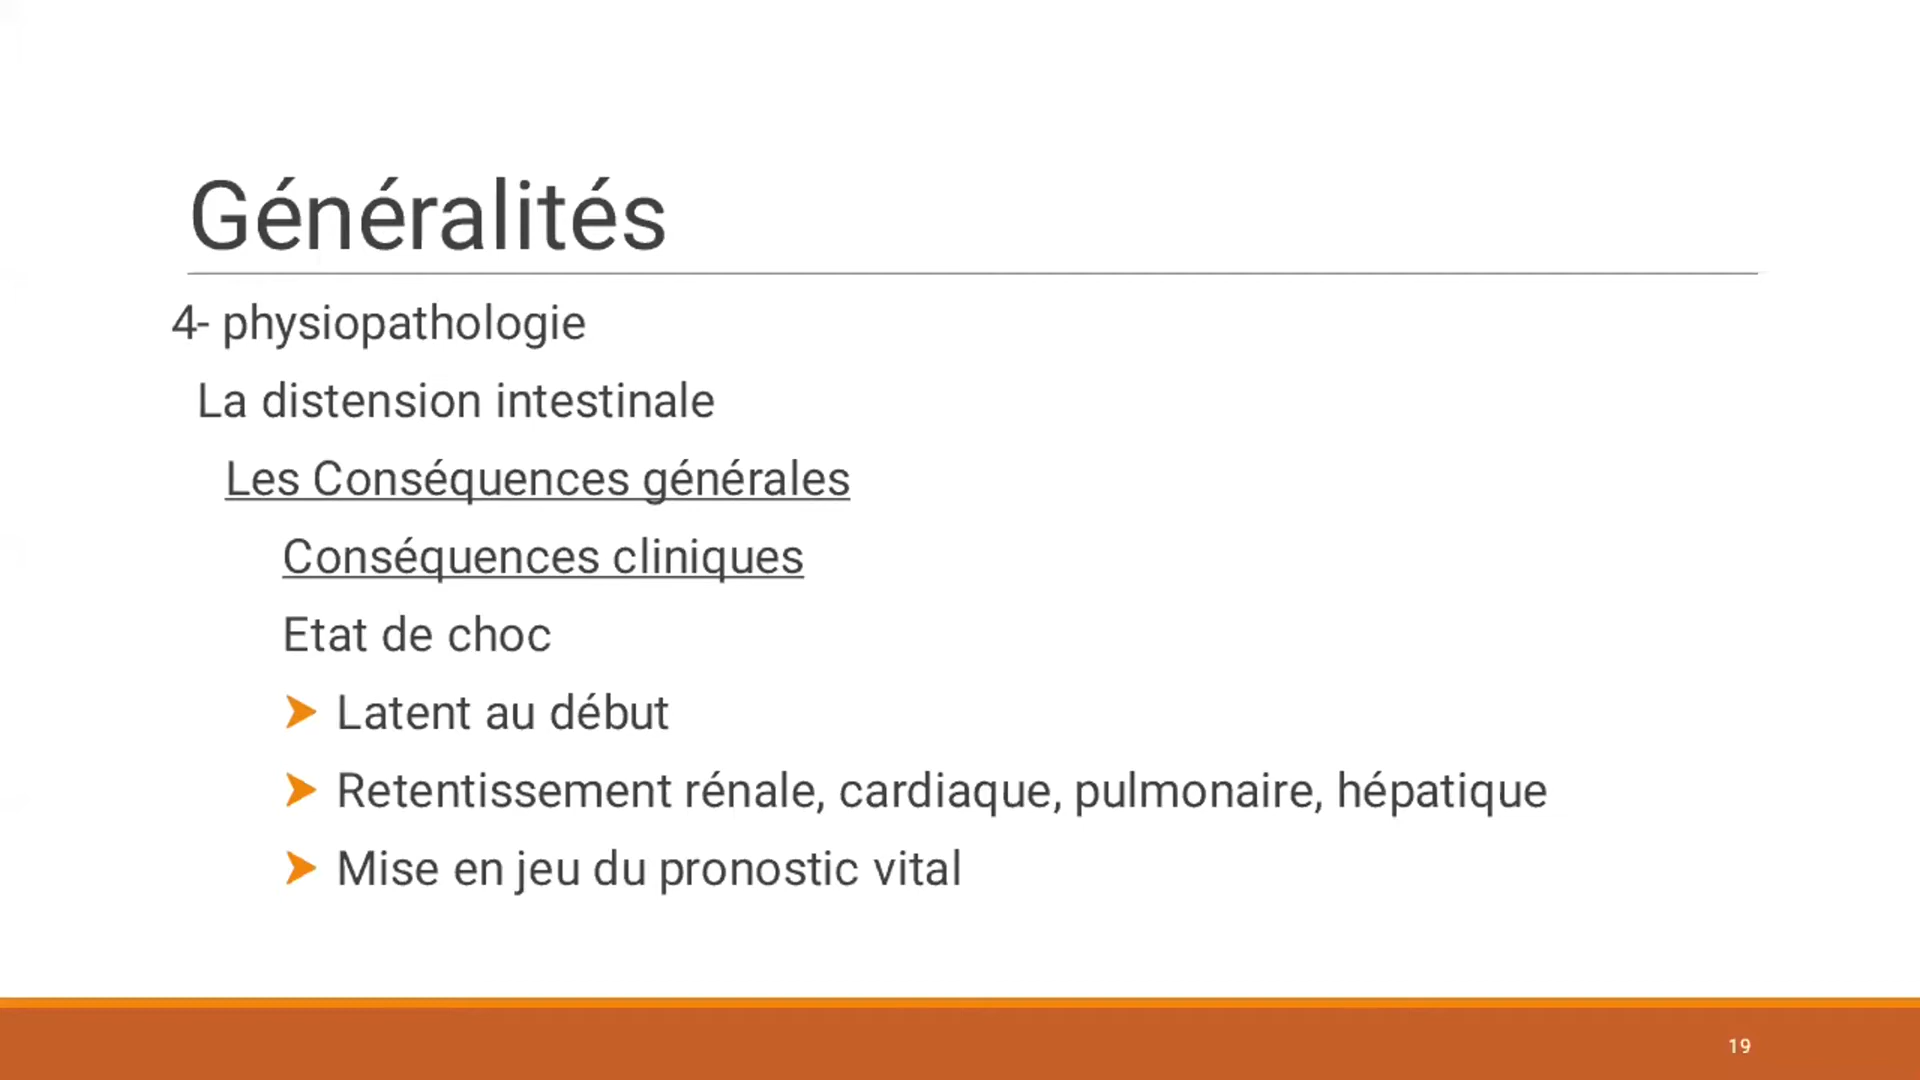 Généralités
4- physiopathologie
La distension intestinale
Les Conséquences générales
Conséquences cliniques
Etat de choc
➤ Latent au début
➤ Retentissement rénale, cardiaque, pulmonaire, hépatique
➤ Mise en jeu du pronostic vital
19